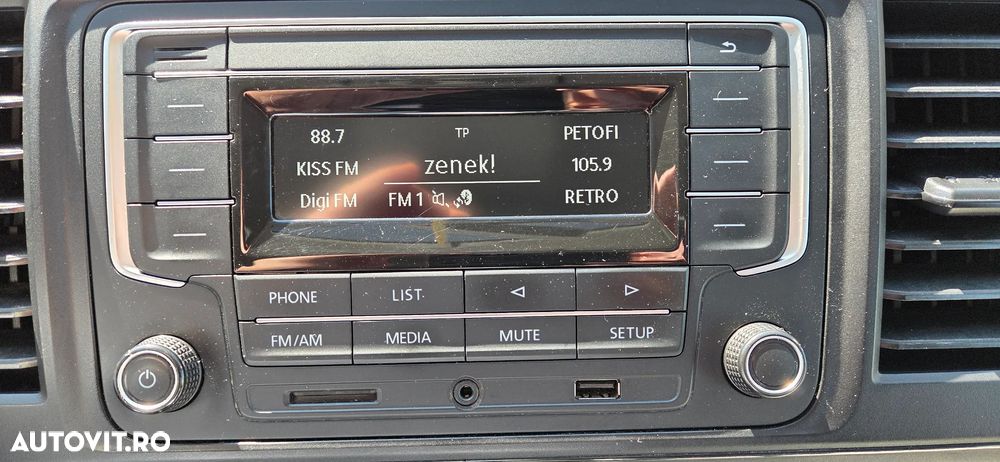 88.7 TP PETOFI
KISS FM zenek! 105.9
Digi FM FM 1 RETRO
PHONE LIST
FM/AM MEDIA MUTE SETUP
AUTOVIT.RO